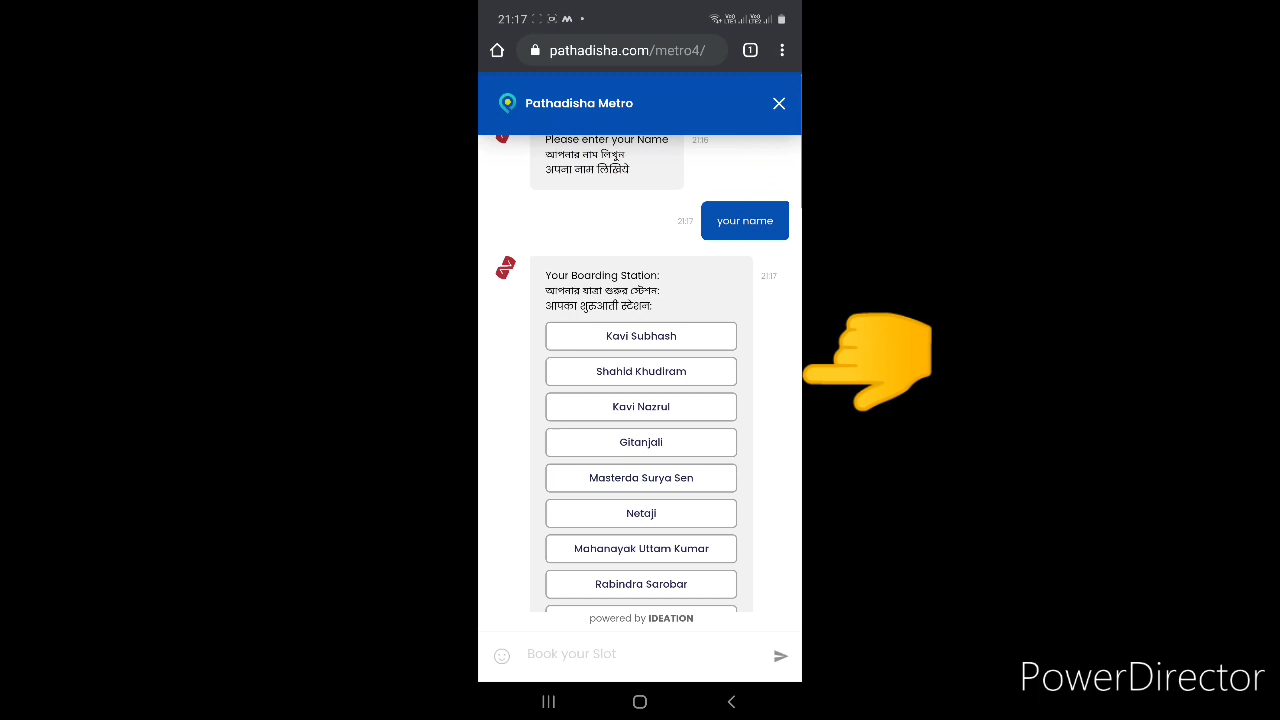 21:17
pathadisha.com/metro4/
1
Pathadisha Metro
Please enter your Name
21:16
আপনার নাম লিখুন
अपना नाम लिखिये
21:17
your name
Your Boarding Station:
21:17
আপনার যাত্রা শুরুর স্টেশন:
आपका शुरुआती स्टेशन:
Kavi Subhash
Shahid Khudiram
Kavi Nazrul
Gitanjali
Masterda Surya Sen
Netaji
Mahanayak Uttam Kumar
Rabindra Sarobar
powered by IDEATION
Book your Slot
PowerDirector